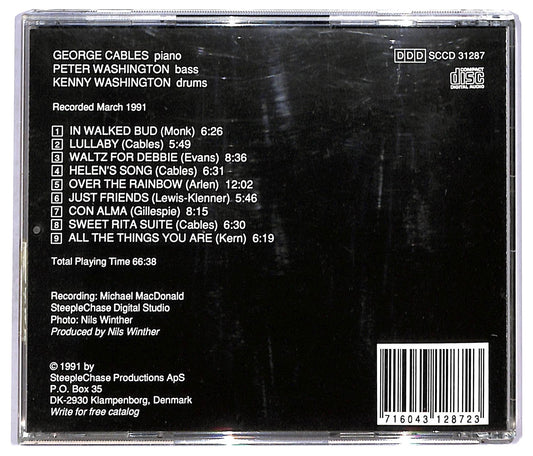 GEORGE CABLES piano
PETER WASHINGTON bass
KENNY WASHINGTON drums
DDD SCCD 31287
COMPACT
disc
DIGITAL AUDIO
Recorded March 1991
1 IN WALKED BUD (Monk) 6:26
2 LULLABY (Cables) 5:49
3 WALTZ FOR DEBBIE (Evans) 8:36
4 HELEN'S SONG (Cables) 6:31
5 OVER THE RAINBOW (Arlen) 12:02
6 JUST FRIENDS (Lewis-Klenner) 5:46
7 CON ALMA (Gillespie) 8:15
8 SWEET RITA SUITE (Cables) 6:30
9 ALL THE THINGS YOU ARE (Kern) 6:19
Total Playing Time 66:38
Recording: Michael MacDonald
SteepleChase Digital Studio
Photo: Nils Winther
Produced by Nils Winther
© 1991 by
SteepleChase Productions ApS
P.O. Box 35
DK-2930 Klampenborg, Denmark
Write for free catalog
7 16043 12872 3